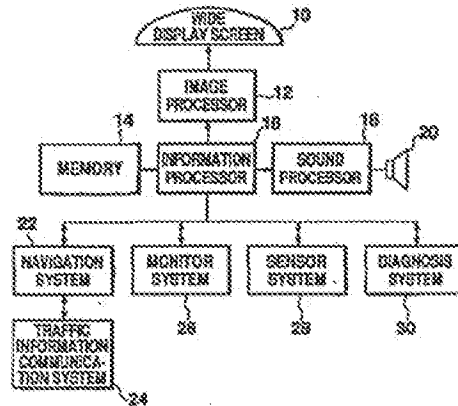 WIDE
DISPLAY SCREEN
10
IMAGE
PROCESSOR
12
14
18
16
20
MEMORY
INFORMATION
PROCESSOR
SOUND
PROCESSOR
22
NAVIGATION
SYSTEM
MONITOR
SYSTEM
SENSOR
SYSTEM
DIAGNOSIS
SYSTEM
26
30
TRAFFIC
INFORMATION
COMMUNICA-
TION SYSTEM
24